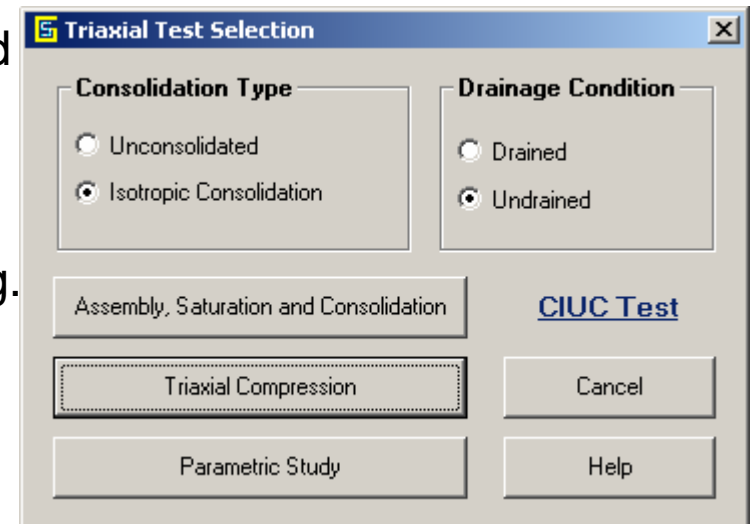 d
Triaxial Test Selection
Consolidation Type
Unconsolidated
Isotropic Consolidation
Drainage Condition
Drained
Undrained
g.
Assembly, Saturation and Consolidation
CIUC Test
Triaxial Compression
Cancel
Parametric Study
Help